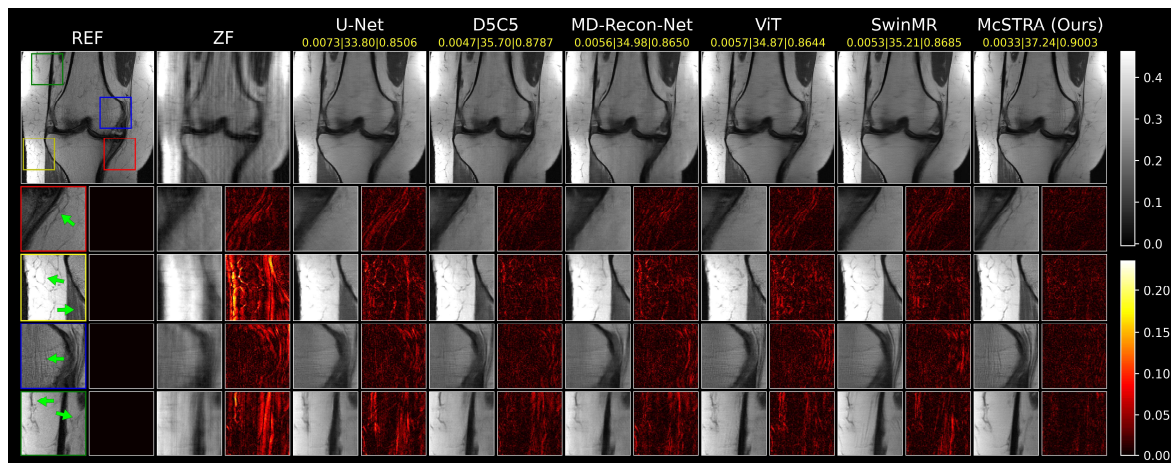 REF
ZF
U-Net
0.0073|33.80|0.8506
D5C5
0.0047|35.70|0.8787
MD-Recon-Net
0.0056|34.98|0.8650
ViT
0.0057|34.87|0.8644
SwinMR
0.0053|35.21|0.8685
McSTRA (Ours)
0.0033|37.24|0.9003
0.4
0.3
0.2
0.1
0.0
0.20
0.15
0.10
0.05
0.00